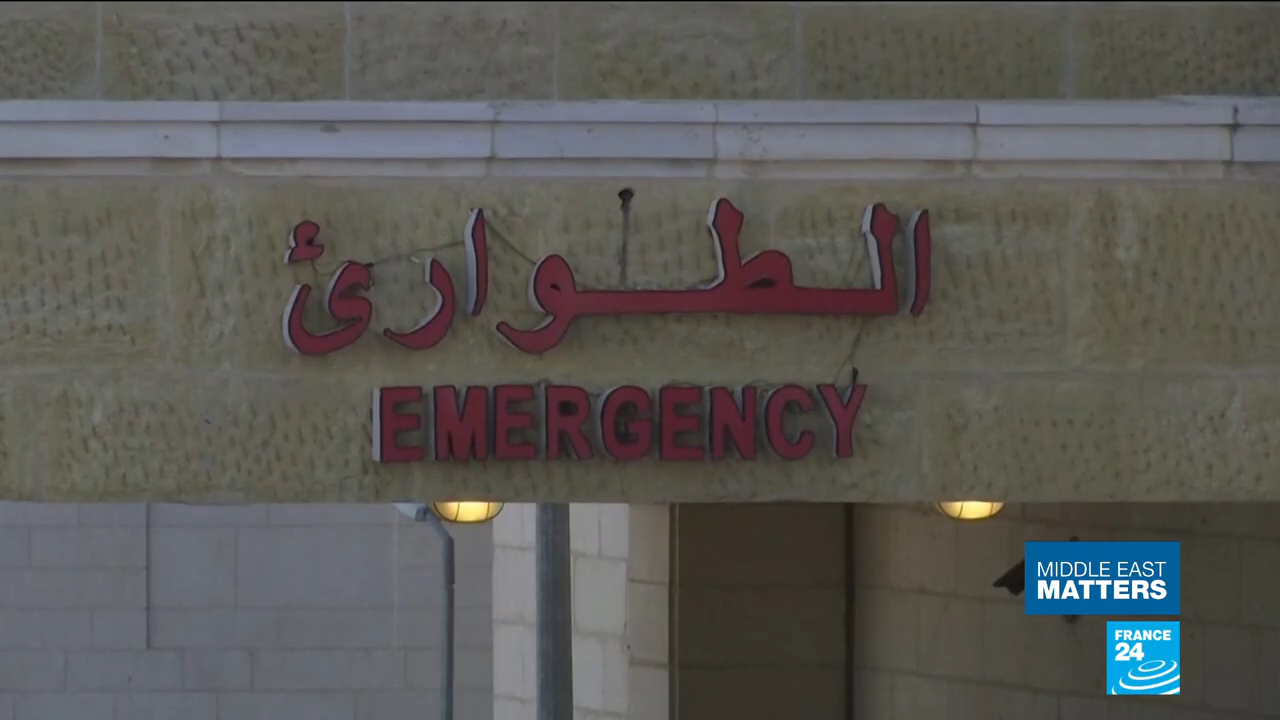 الطوارئ
EMERGENCY
MIDDLE EAST
MATTERS
FRANCE
24